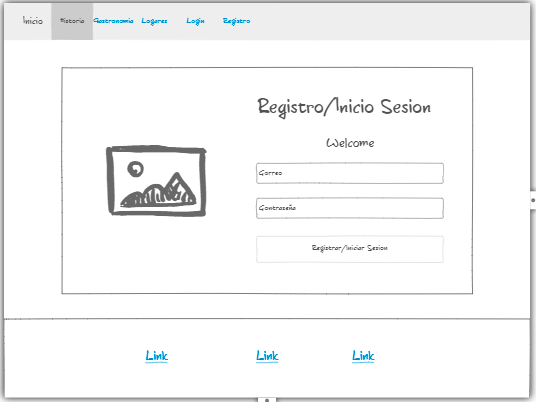 Inicio Historia Gastronomia Lugares Login Registro
Registro/Inicio Sesion
Welcome
Correo
Contraseña
Registrar/Iniciar Sesion
Link Link Link